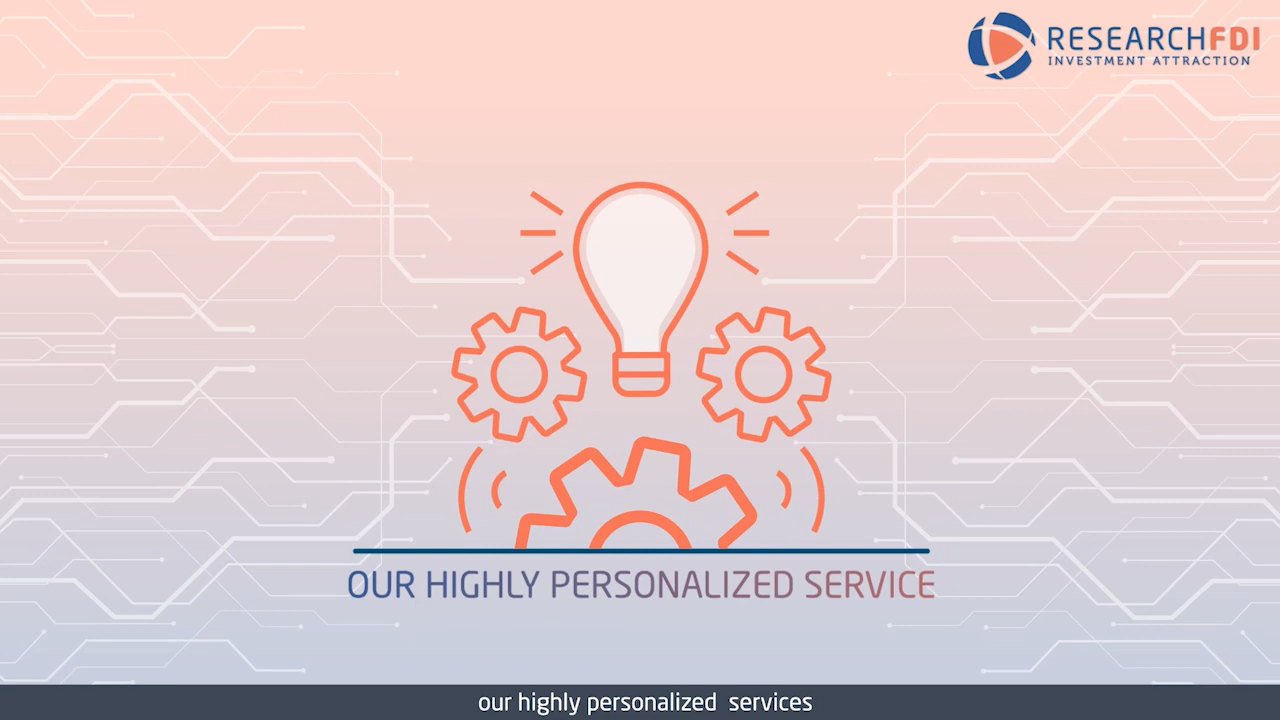 RESEARCHFDI
INVESTMENT ATTRACTION
OUR HIGHLY PERSONALIZED SERVICE
our highly personalized  services